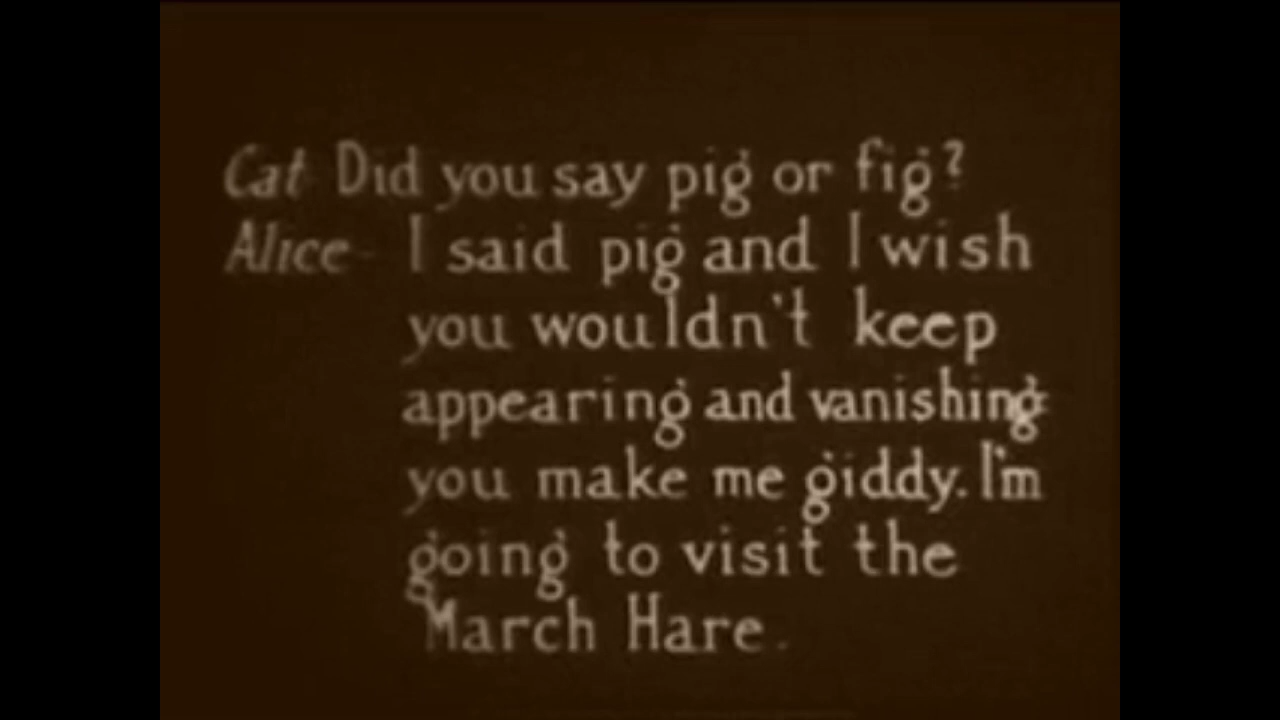 Cat Did you say pig or fig?
Alice - I said pig and I wish
you wouldn't keep
appearing and vanishing:
you make me giddy. I'm
going to visit the
March Hare.